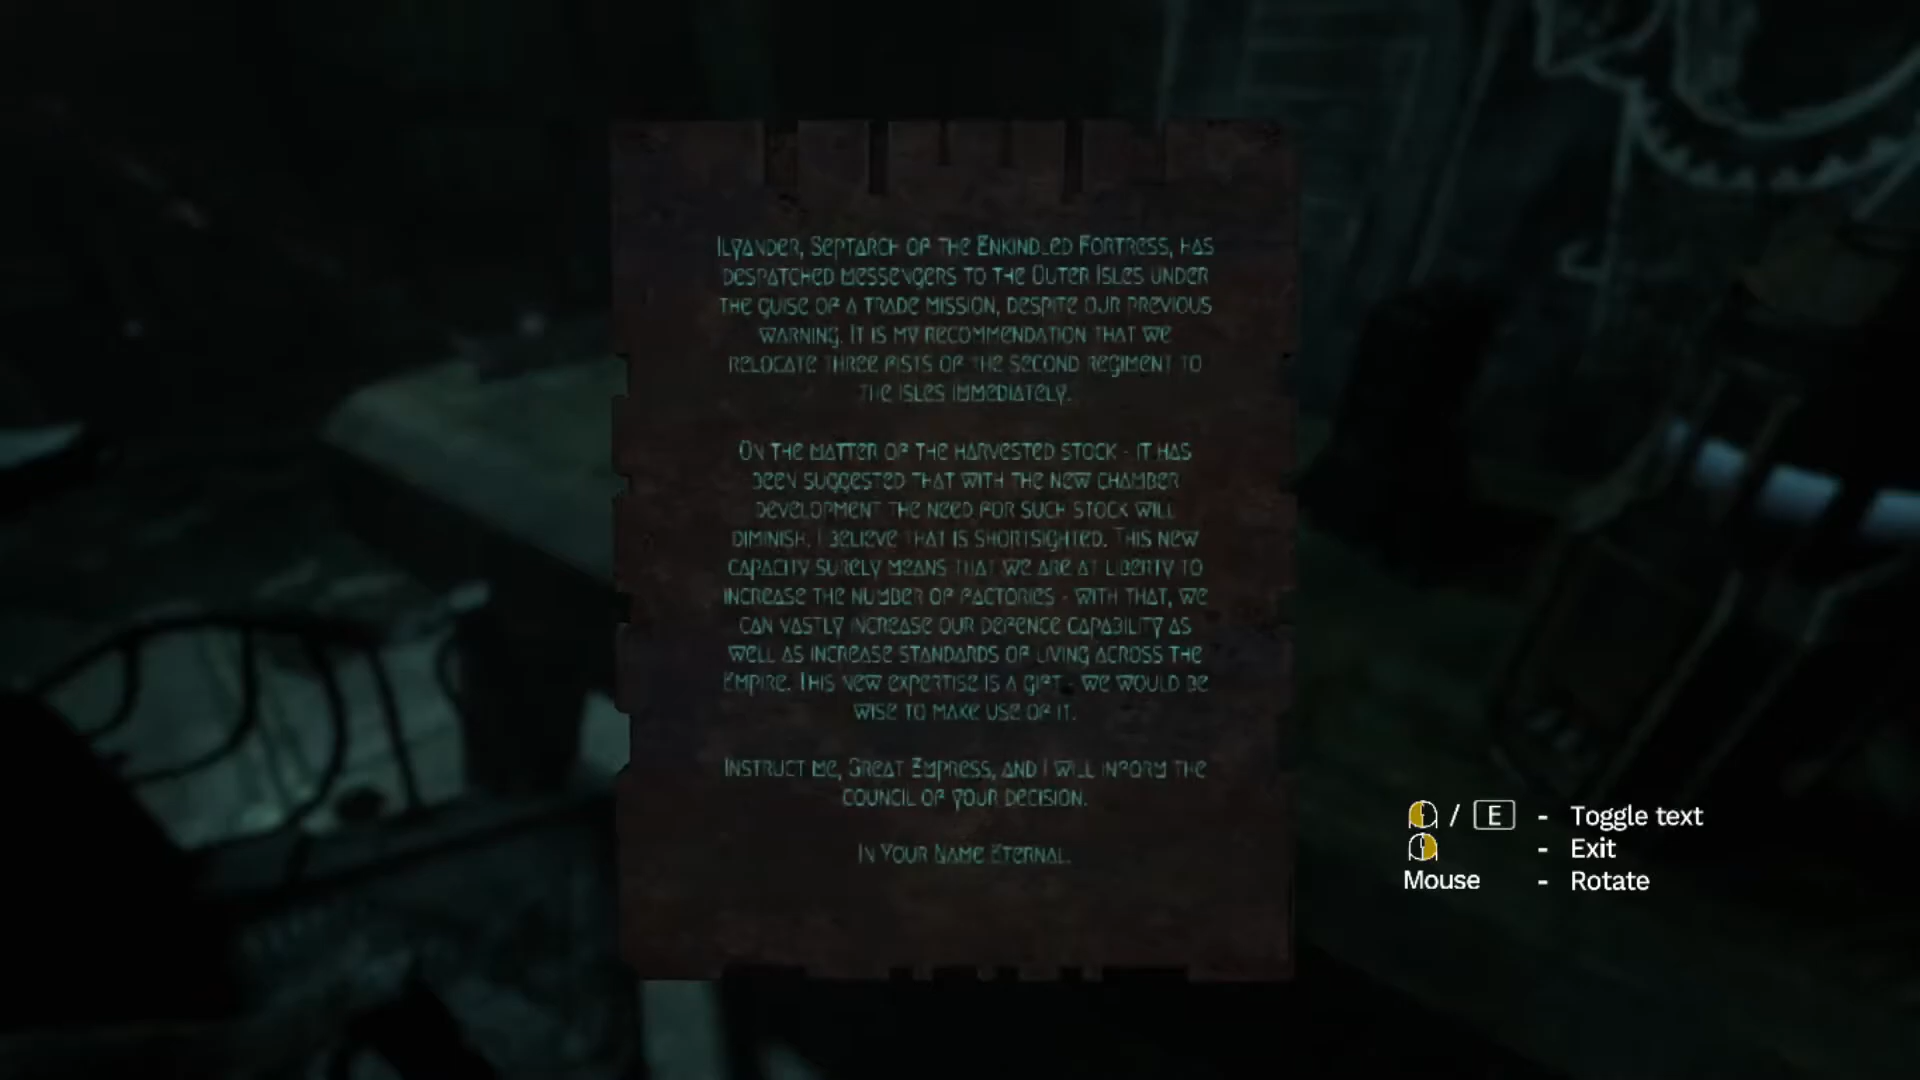 Ilyander, Septarch of the Enkindled Fortress, has
despatched messengers to the Outer Isles under
the guise of a trade mission, despite our previous
warning. It is my recommendation that we
relocate three fists of the second regiment to
the isles immediately.
On the matter of the harvested stock - it has
been suggested that with the new chamber
development the need for such stock will
diminish. I believe that is shortsighted. This new
capacity surely means that we are at liberty to
increase the number of factories - with that, we
can vastly increase our defence capability as
well as increase standards of living across the
Empire. This new expertise is a gift - we would be
wise to make use of it.
Instruct me, Great Empress, and I will inform the
council of your decision.
In Your Name Eternal.
/ E - Toggle text
- Exit
Mouse - Rotate